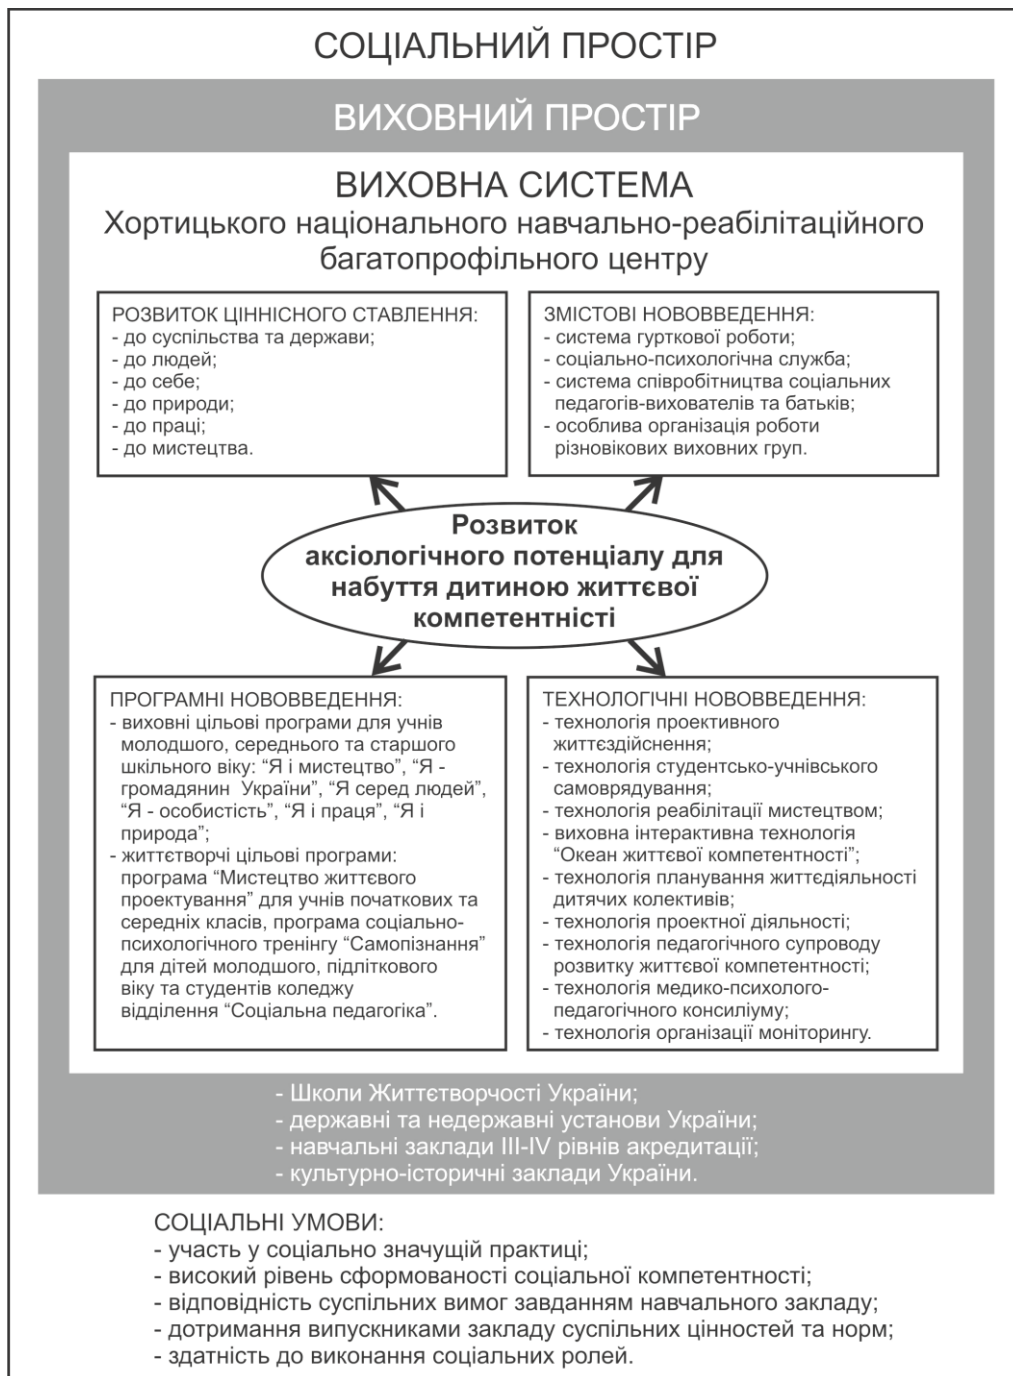 СОЦІАЛЬНИЙ ПРОСТІР
ВИХОВНИЙ ПРОСТІР
ВИХОВНА СИСТЕМА
Хортицького національного навчально-реабілітаційного
багатопрофільного центру
РОЗВИТОК ЦІННІСНОГО СТАВЛЕННЯ:
- до суспільства та держави;
- до людей;
- до себе;
- до природи;
- до праці;
- до мистецтва.
ЗМІСТОВІ НОВОВВЕДЕННЯ:
- система гурткової роботи;
- соціально-психологічна служба;
- система співробітництва соціальних
педагогів-вихователів та батьків;
- особлива організація роботи
різновікових виховних груп.
Розвиток
аксіологічного потенціалу для
набуття дитиною життєвої
компетентністі
ПРОГРАМНІ НОВОВВЕДЕННЯ:
- виховні цільові програми для учнів
молодшого, середнього та старшого
шкільного віку: “Я і мистецтво”, “Я -
громадянин України”, “Я серед людей”,
“Я - особистість”, “Я і праця”, “Я і
природа”;
- життєтворчі цільові програми:
програма “Мистецтво життєвого
проектування” для учнів початкових та
середніх класів, програма соціально-
психологічного тренінгу “Самопізнання”
для дітей молодшого, підліткового
віку та студентів коледжу
відділення “Соціальна педагогіка”.
ТЕХНОЛОГІЧНІ НОВОВВЕДЕННЯ:
- технологія проективного
життєздійснення;
- технологія студентсько-учнівського
самоврядування;
- технологія реабілітації мистецтвом;
- виховна інтерактивна технологія
“Океан життєвої компетентності”;
- технологія планування життєдіяльності
дитячих колективів;
- технологія проектної діяльності;
- технологія педагогічного супроводу
розвитку життєвої компетентності;
- технологія медико-психолого-
педагогічного консиліуму;
- технологія організації моніторингу.
- Школи Життєтворчості України;
- державні та недержавні установи України;
- навчальні заклади III-IV рівнів акредитації;
- культурно-історичні заклади України.
СОЦІАЛЬНІ УМОВИ:
- участь у соціально значущій практиці;
- високий рівень сформованості соціальної компетентності;
- відповідність суспільних вимог завданням навчального закладу;
- дотримання випускниками закладу суспільних цінностей та норм;
- здатність до виконання соціальних ролей.